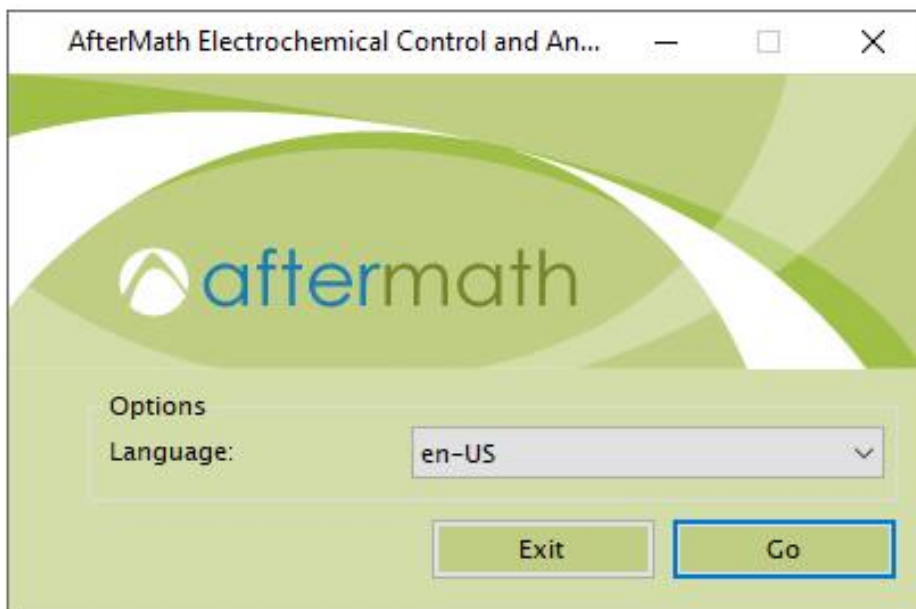 AfterMath Electrochemical Control and An...
aftermath
Options
Language:
en-US
Exit
Go